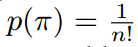 p(π) = 1/n!